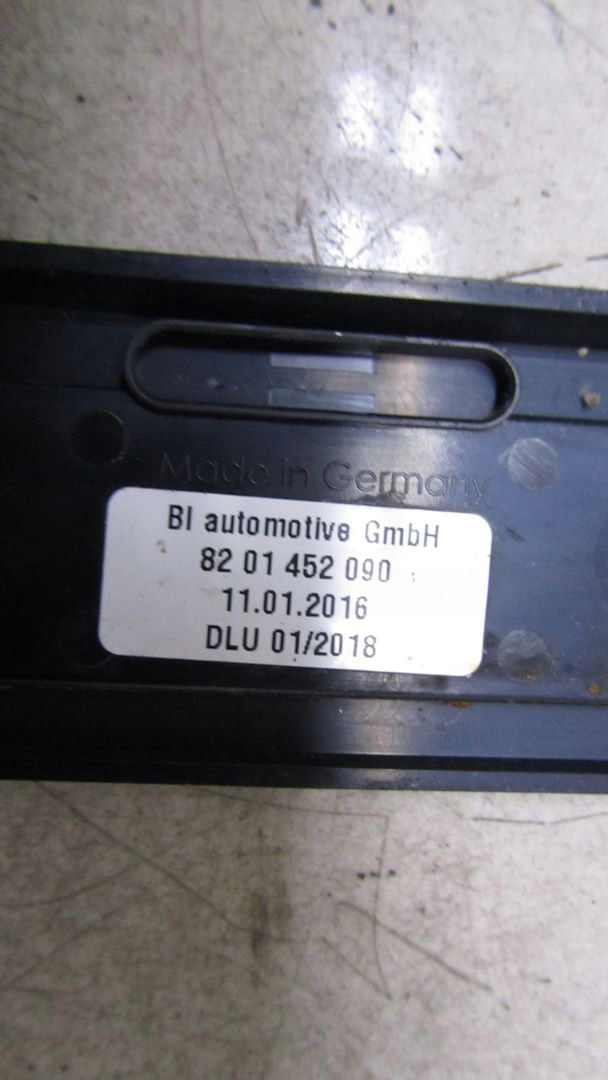 Made in Germany
BI automotive GmbH
82 01 452 090
11.01.2016
DLU 01/2018